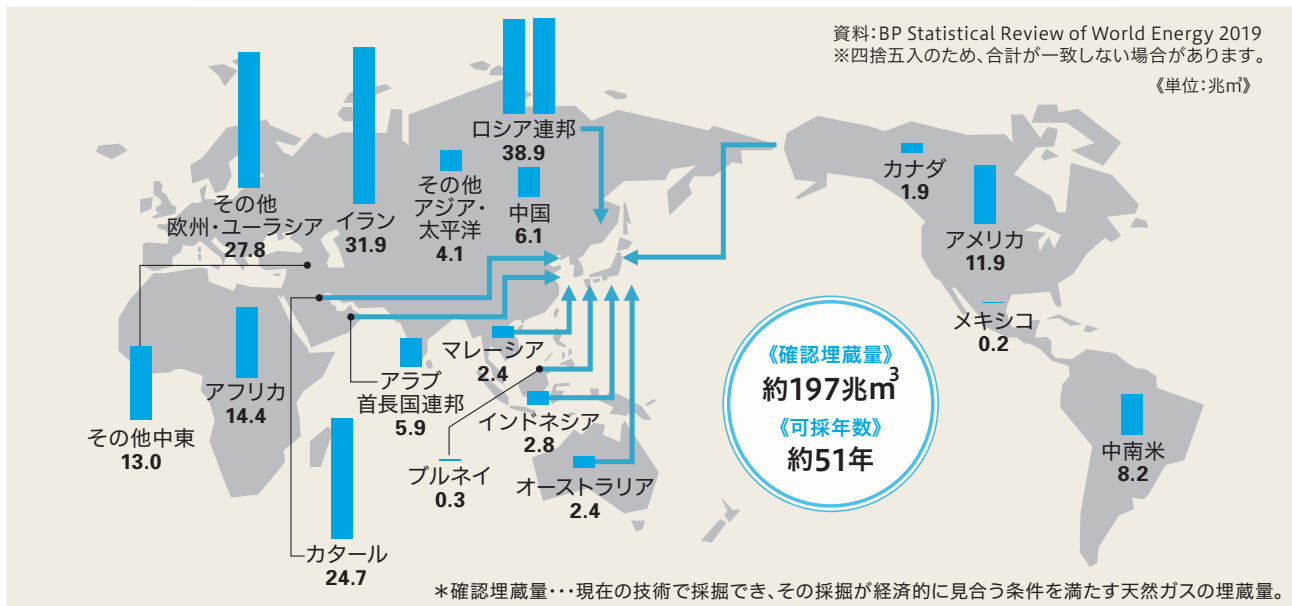 資料：BP Statistical Review of World Energy 2019
※四捨五入のため、合計が一致しない場合があります。
《単位：兆㎥》
ロシア連邦
38.9
その他
欧州・ユーラシア
27.8
イラン
31.9
その他
アジア・
太平洋
4.1
中国
6.1
カナダ
1.9
アメリカ
11.9
メキシコ
0.2
中南米
8.2
マレーシア
2.4
アラブ
首長国連邦
5.9
アフリカ
14.4
その他中東
13.0
インドネシア
2.8
ブルネイ
0.3
オーストラリア
2.4
カタール
24.7
《確認埋蔵量》
約197兆m³
《可採年数》
約51年
＊確認埋蔵量・・・現在の技術で採掘でき、その採掘が経済的に見合う条件を満たす天然ガスの埋蔵量。